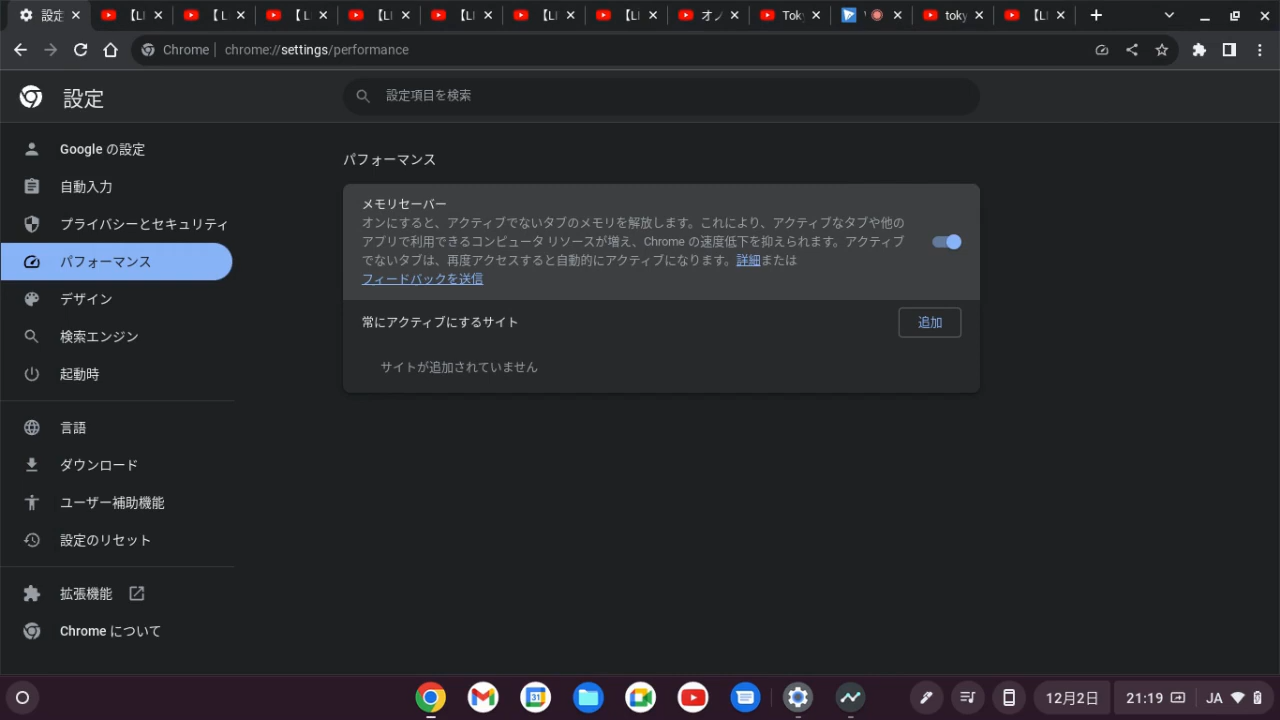 設定
【LI
【 L
【 LI
【LI
【LI
【LI
【LI
オン
Toky
toky
【LI
Chrome
chrome://settings/performance
設定
設定項目を検索
Google の設定
自動入力
プライバシーとセキュリティ
パフォーマンス
デザイン
検索エンジン
起動時
言語
ダウンロード
ユーザー補助機能
設定のリセット
拡張機能
Chrome について
パフォーマンス
メモリセーバー
オンにすると、アクティブでないタブのメモリを解放します。これにより、アクティブなタブや他の
アプリで利用できるコンピュータ リソースが増え、Chrome の速度低下を抑えられます。アクティブ
でないタブは、再度アクセスすると自動的にアクティブになります。詳細または
フィードバックを送信
常にアクティブにするサイト
追加
サイトが追加されていません
31
12月2日
21:19
JA